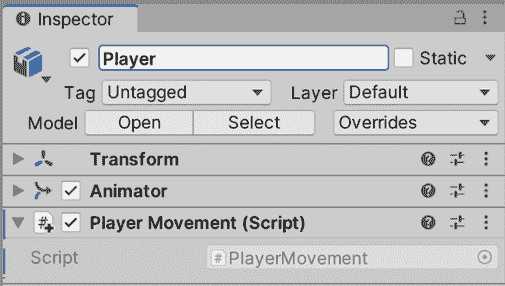 Inspector
Player Static
Tag Untagged Layer Default
Model Open Select Overrides
Transform
Animator
Player Movement (Script)
Script PlayerMovement